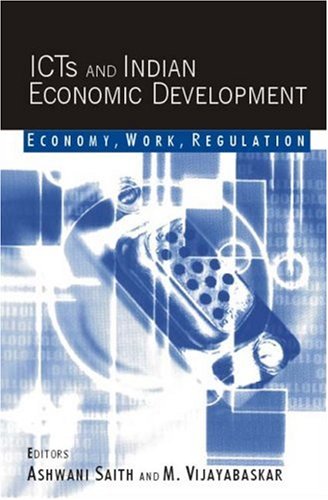 ICTs and Indian
Economic Development
Economy, Work, Regulation
Editors
Ashwani Saith and M. Vijayabaskar